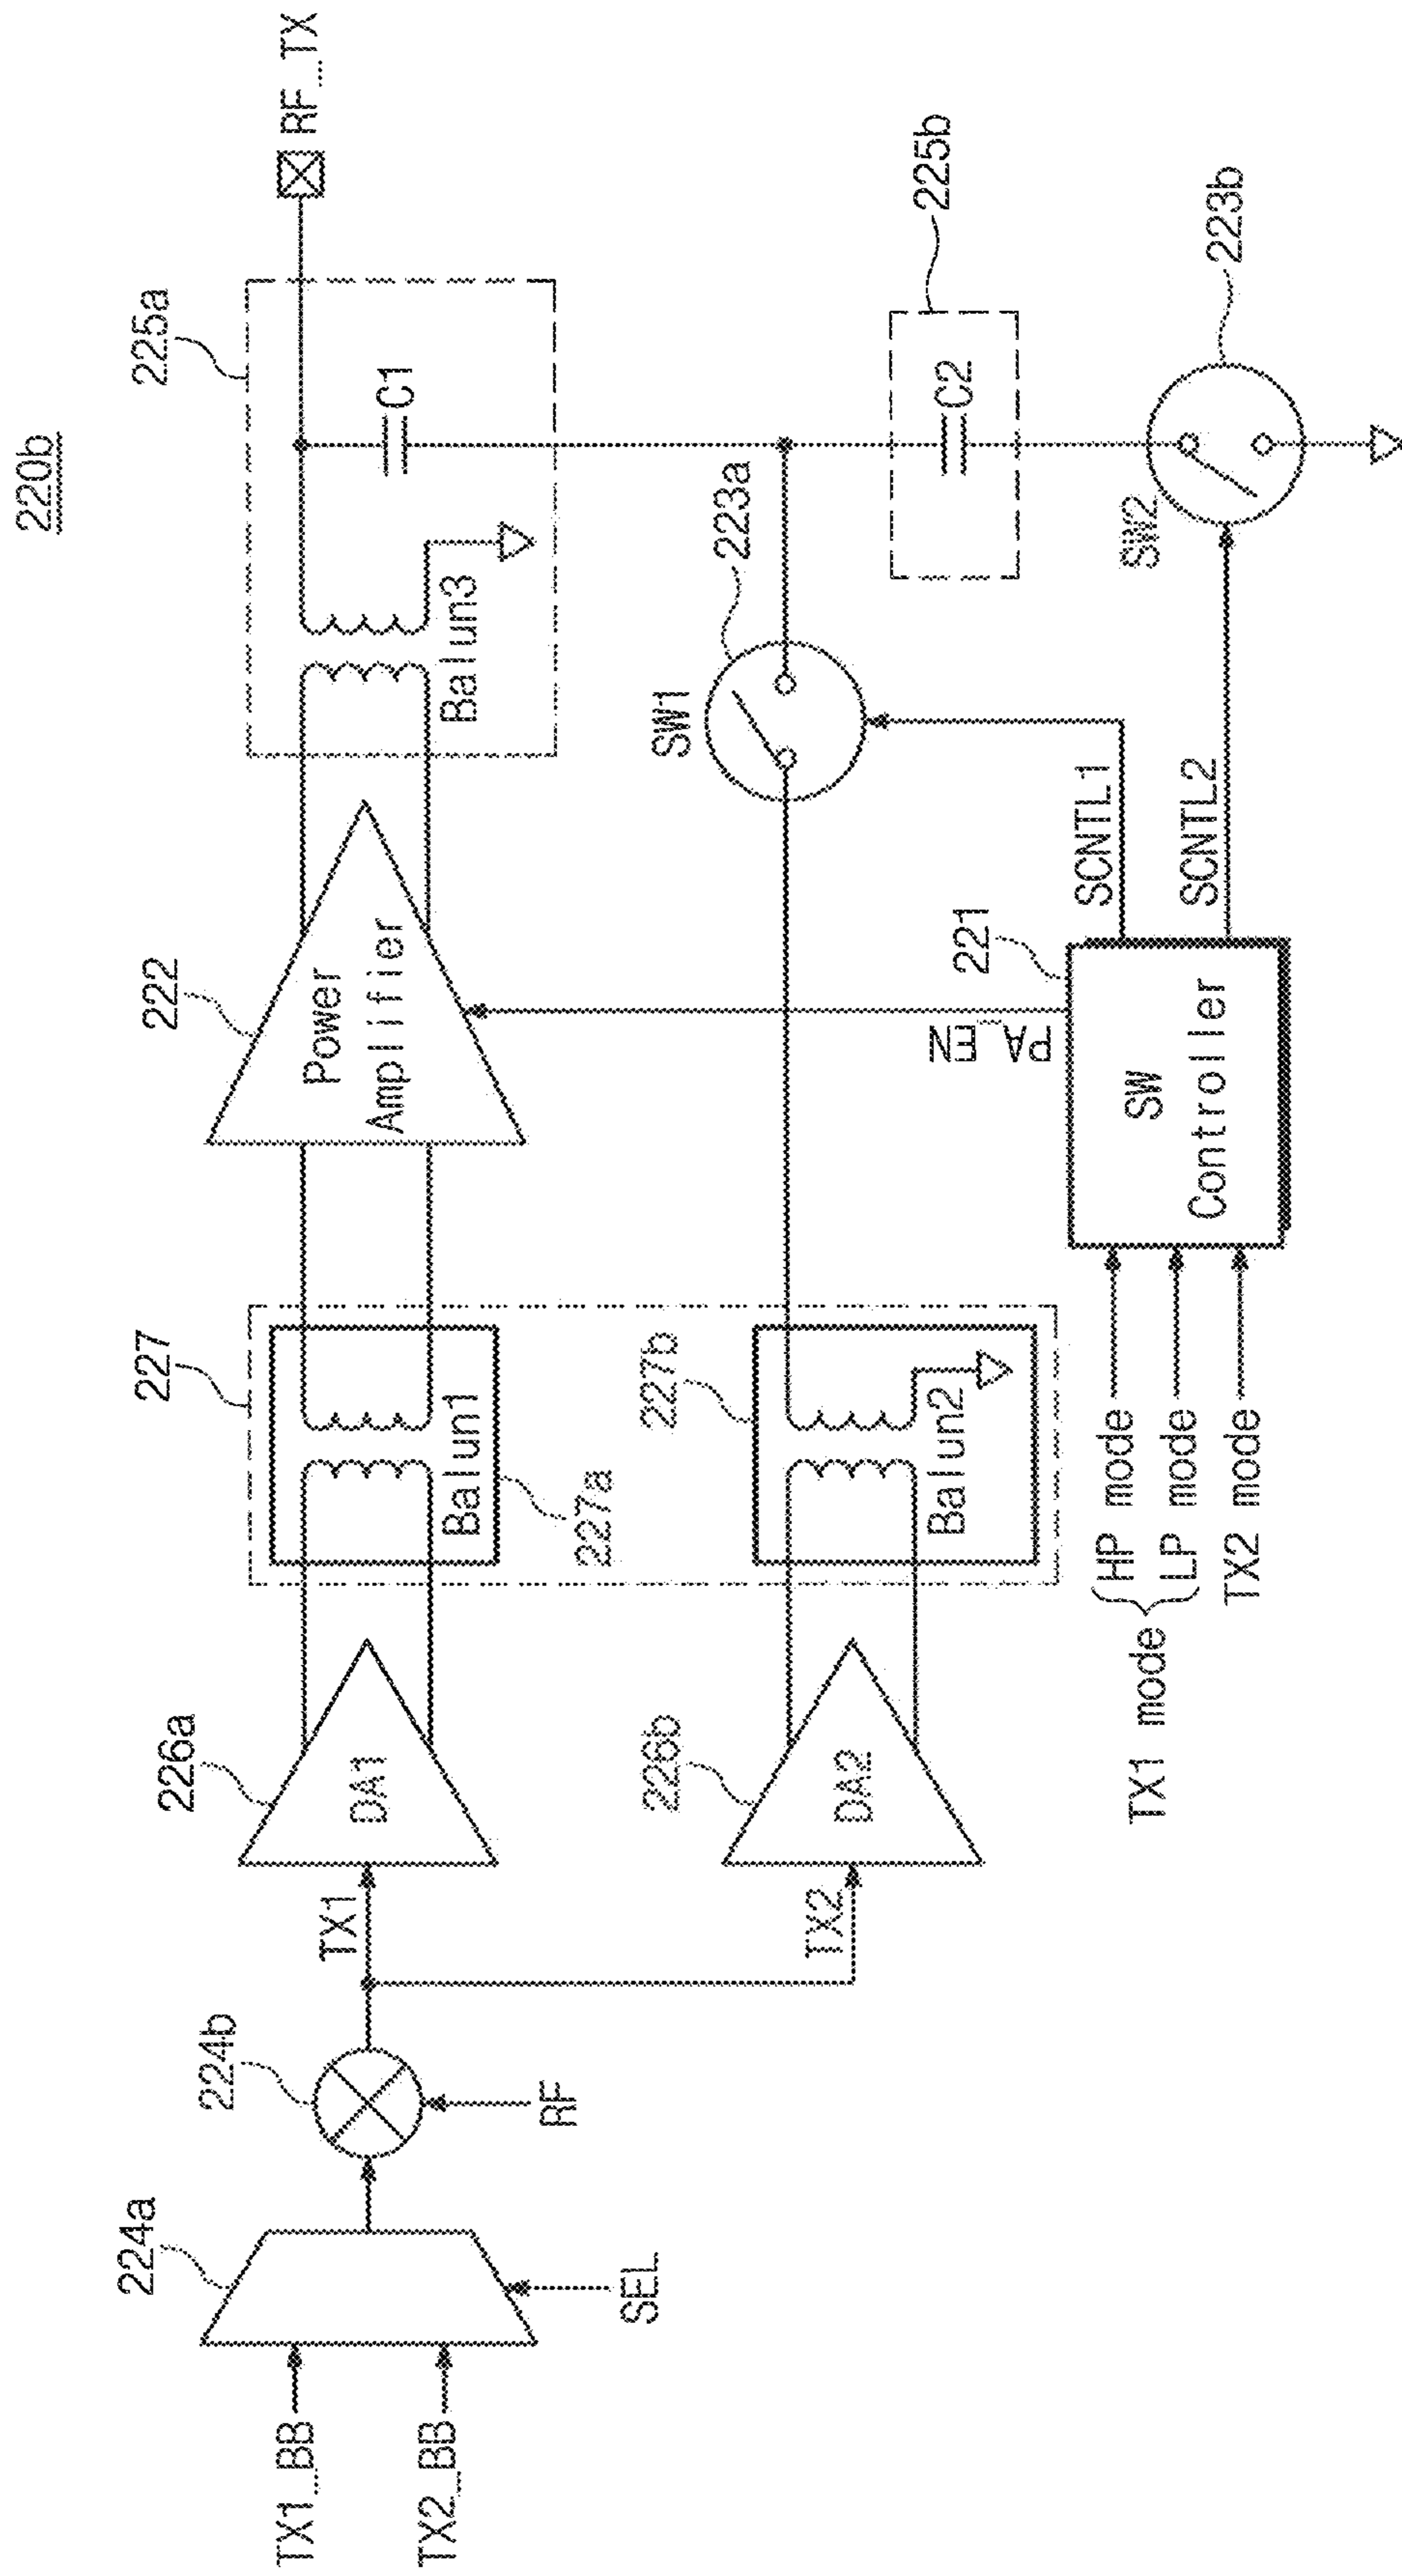 220b
TX1_BB
TX2_BB
224a
SEL
224b
RF
TX1
TX2
226a
DA1
226b
DA2
227
Balun1
227a
227b
Balun2
222
Power
Amplifier
PA_EN
225a
Balun3
C1
RF_TX
223a
SW1
225b
C2
223b
SW2
221
SW
Controller
SCNTL1
SCNTL2
TX1 mode
HP mode
LP mode
TX2 mode